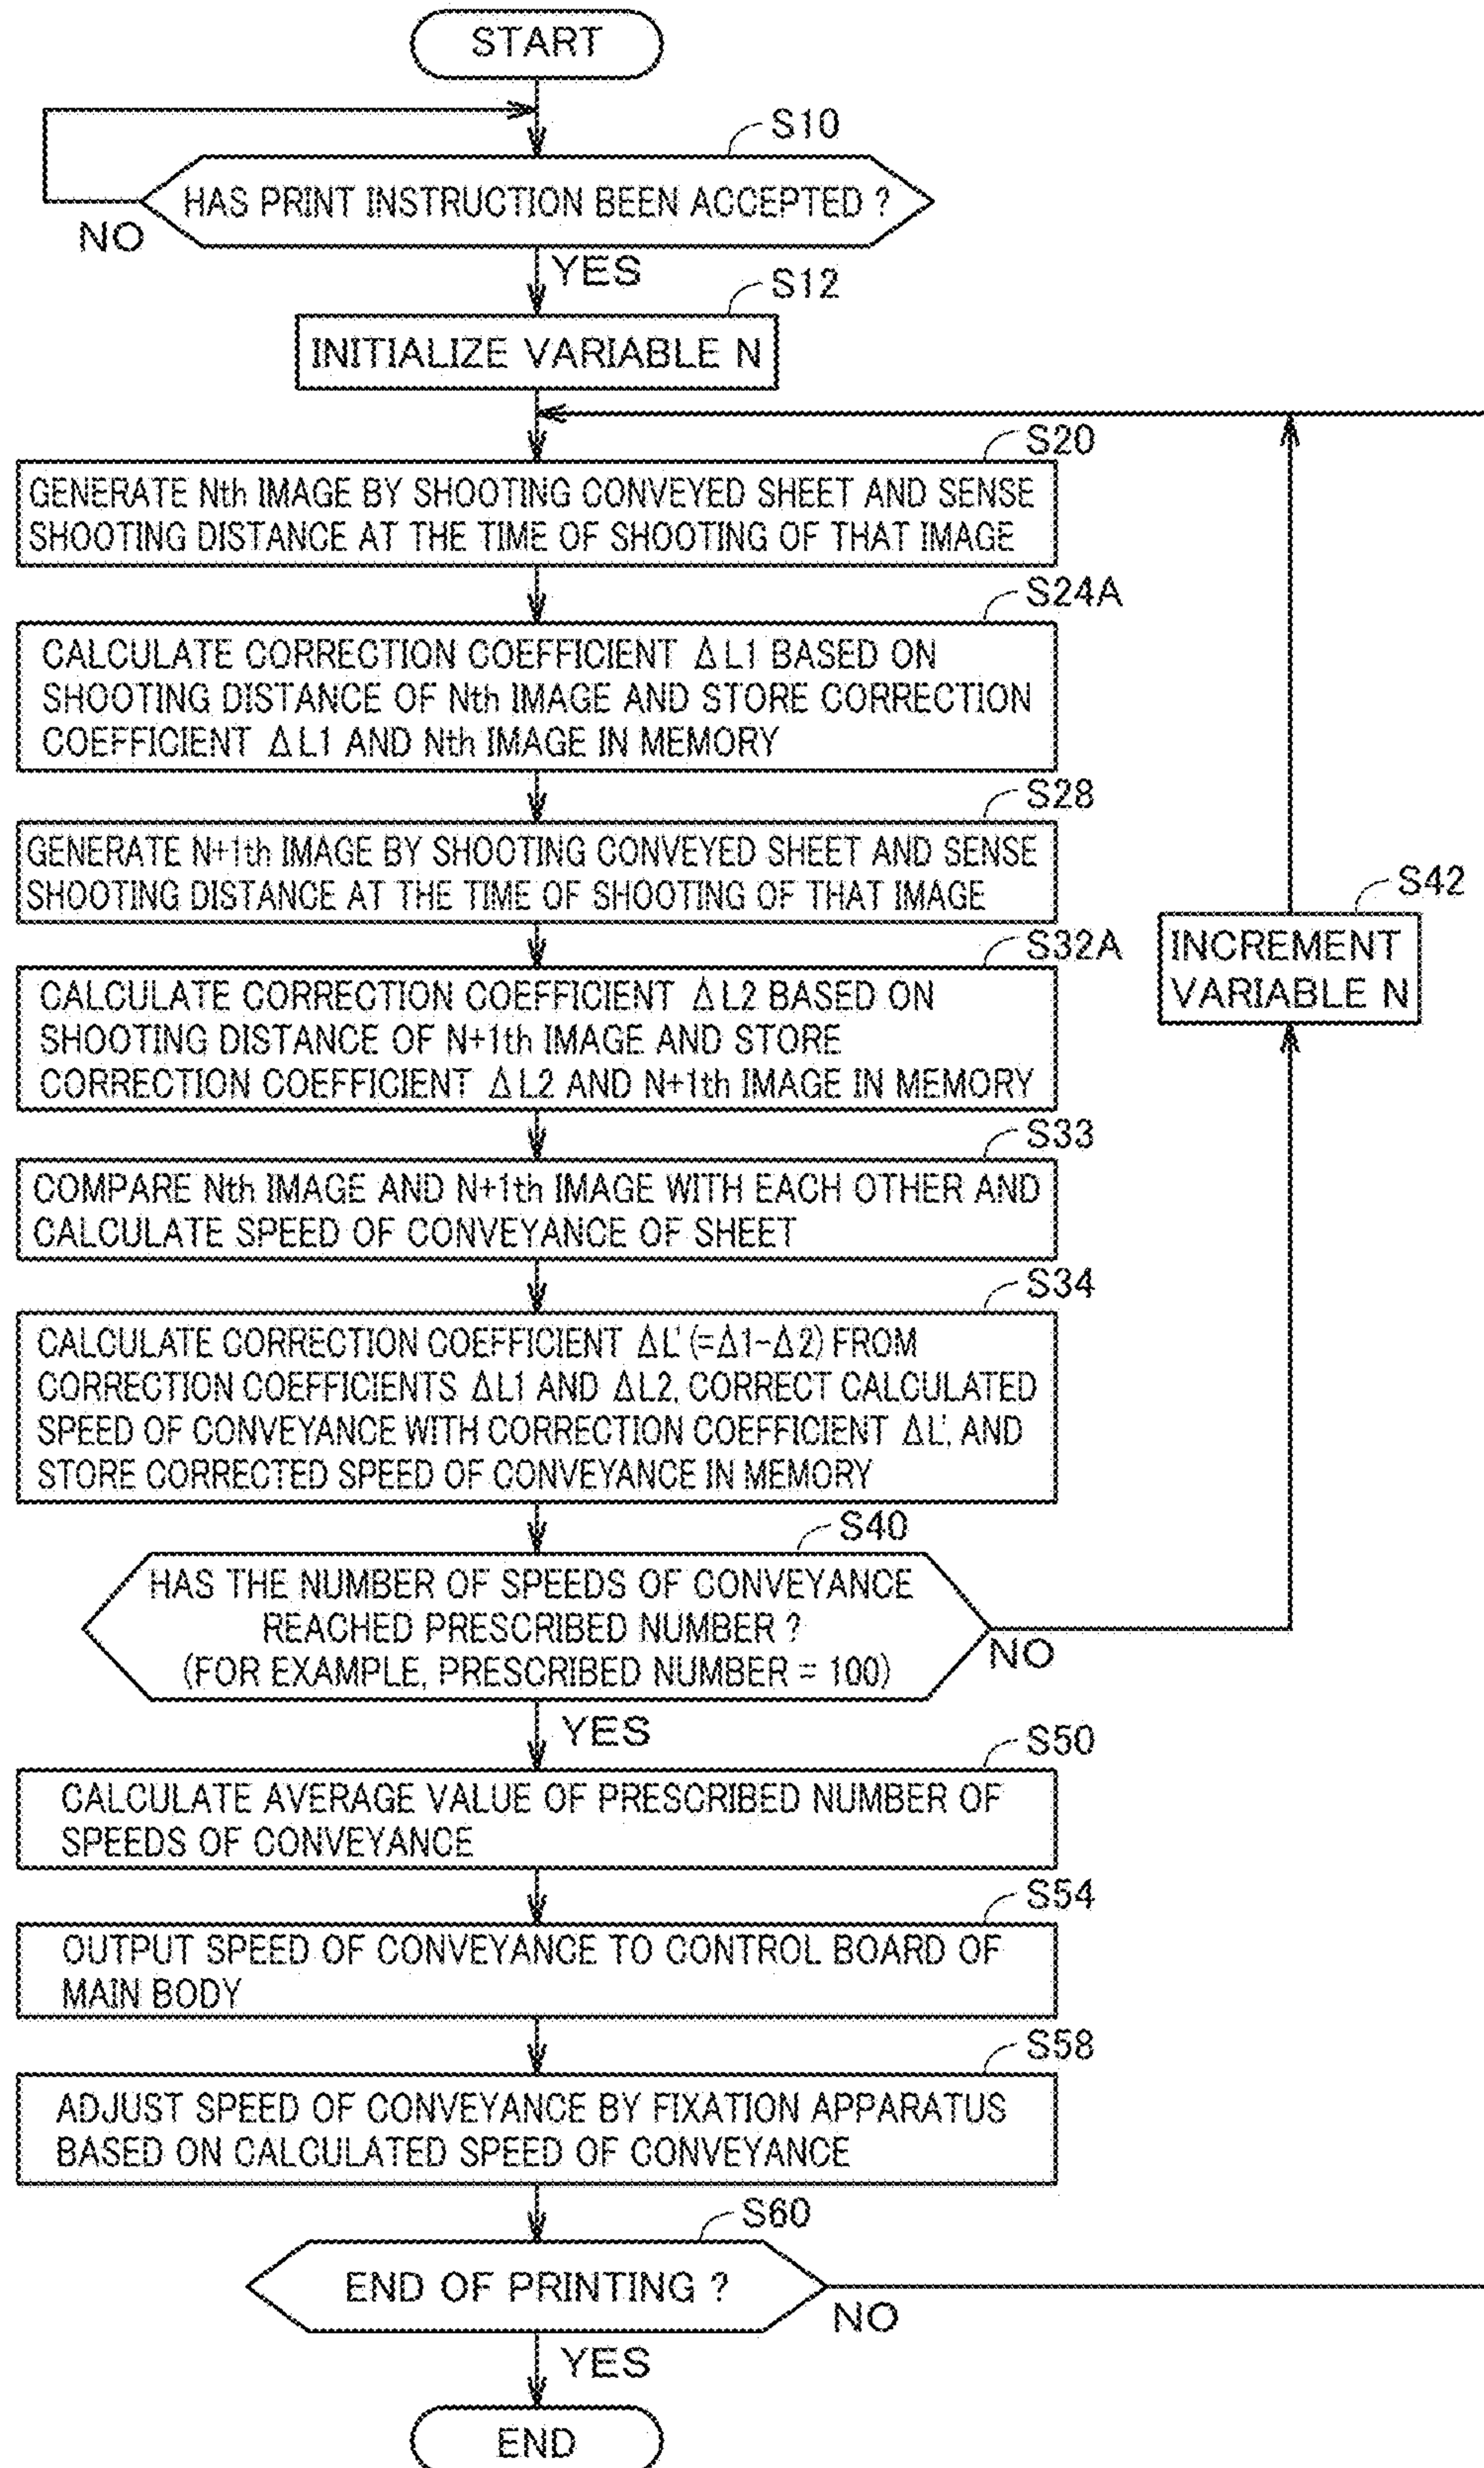 START
S10
HAS PRINT INSTRUCTION BEEN ACCEPTED ?
NO
YES
S12
INITIALIZE VARIABLE N
S20
GENERATE Nth IMAGE BY SHOOTING CONVEYED SHEET AND SENSE
SHOOTING DISTANCE AT THE TIME OF SHOOTING OF THAT IMAGE
S24A
CALCULATE CORRECTION COEFFICIENT ΔL1 BASED ON
SHOOTING DISTANCE OF Nth IMAGE AND STORE CORRECTION
COEFFICIENT ΔL1 AND Nth IMAGE IN MEMORY
S28
GENERATE N+1th IMAGE BY SHOOTING CONVEYED SHEET AND SENSE
SHOOTING DISTANCE AT THE TIME OF SHOOTING OF THAT IMAGE
S42
INCREMENT
VARIABLE N
S32A
CALCULATE CORRECTION COEFFICIENT ΔL2 BASED ON
SHOOTING DISTANCE OF N+1th IMAGE AND STORE
CORRECTION COEFFICIENT ΔL2 AND N+1th IMAGE IN MEMORY
S33
COMPARE Nth IMAGE AND N+1th IMAGE WITH EACH OTHER AND
CALCULATE SPEED OF CONVEYANCE OF SHEET
S34
CALCULATE CORRECTION COEFFICIENT ΔL' (=Δ1-Δ2) FROM
CORRECTION COEFFICIENTS ΔL1 AND ΔL2, CORRECT CALCULATED
SPEED OF CONVEYANCE WITH CORRECTION COEFFICIENT ΔL', AND
STORE CORRECTED SPEED OF CONVEYANCE IN MEMORY
S40
HAS THE NUMBER OF SPEEDS OF CONVEYANCE
REACHED PRESCRIBED NUMBER ?
(FOR EXAMPLE, PRESCRIBED NUMBER = 100)
NO
YES
S50
CALCULATE AVERAGE VALUE OF PRESCRIBED NUMBER OF
SPEEDS OF CONVEYANCE
S54
OUTPUT SPEED OF CONVEYANCE TO CONTROL BOARD OF
MAIN BODY
S58
ADJUST SPEED OF CONVEYANCE BY FIXATION APPARATUS
BASED ON CALCULATED SPEED OF CONVEYANCE
S60
END OF PRINTING ?
NO
YES
END